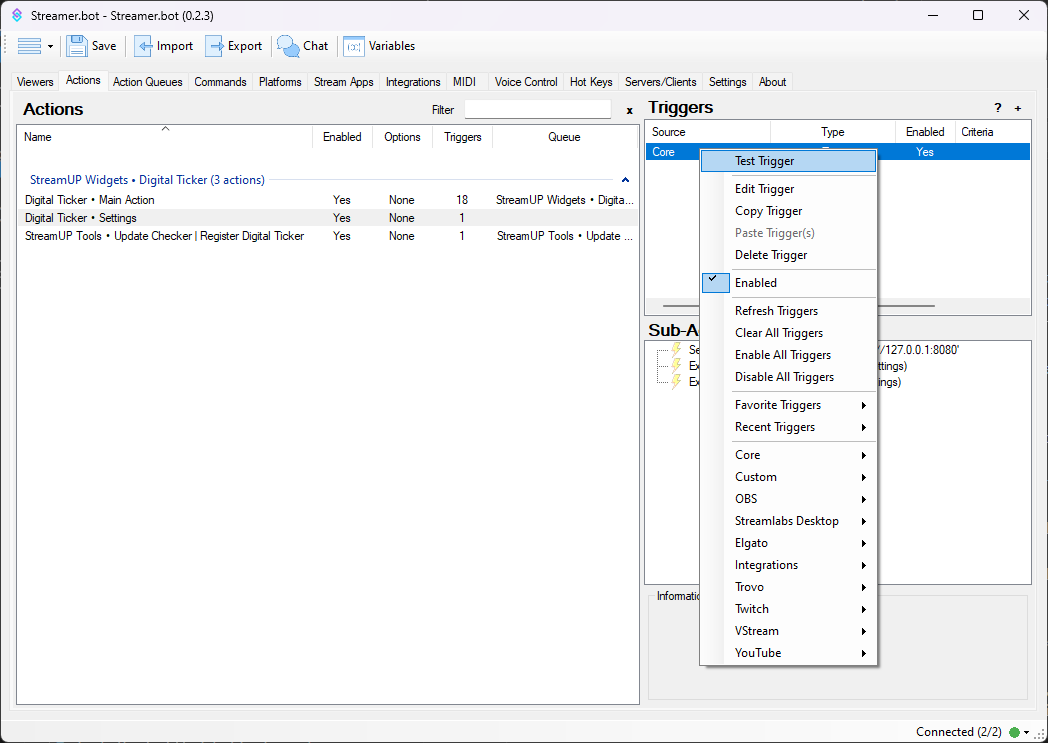 Streamer.bot - Streamer.bot (0.2.3)
Save Import Export Chat Variables
Viewers Actions Action Queues Commands Platforms Stream Apps Integrations MIDI Voice Control Hot Keys Servers/Clients Settings About
Actions Filter x
Name Enabled Options Triggers Queue
StreamUP Widgets • Digital Ticker (3 actions)
Digital Ticker • Main Action Yes None 18 StreamUP Widgets • Digita...
Digital Ticker • Settings Yes None 1
StreamUP Tools • Update Checker | Register Digital Ticker Yes None 1 StreamUP Tools • Update ...
Triggers ? +
Source Type Enabled Criteria
Core Yes
Test Trigger
Edit Trigger
Copy Trigger
Paste Trigger(s)
Delete Trigger
Enabled
Refresh Triggers
Clear All Triggers
Enable All Triggers
Disable All Triggers
Favorite Triggers
Recent Triggers
Core
Custom
OBS
Streamlabs Desktop
Elgato
Integrations
Trovo
Twitch
VStream
YouTube
Sub-A
Se /127.0.0.1:8080'
Ex ttings)
Ex ings)
Informatio
Connected (2/2)